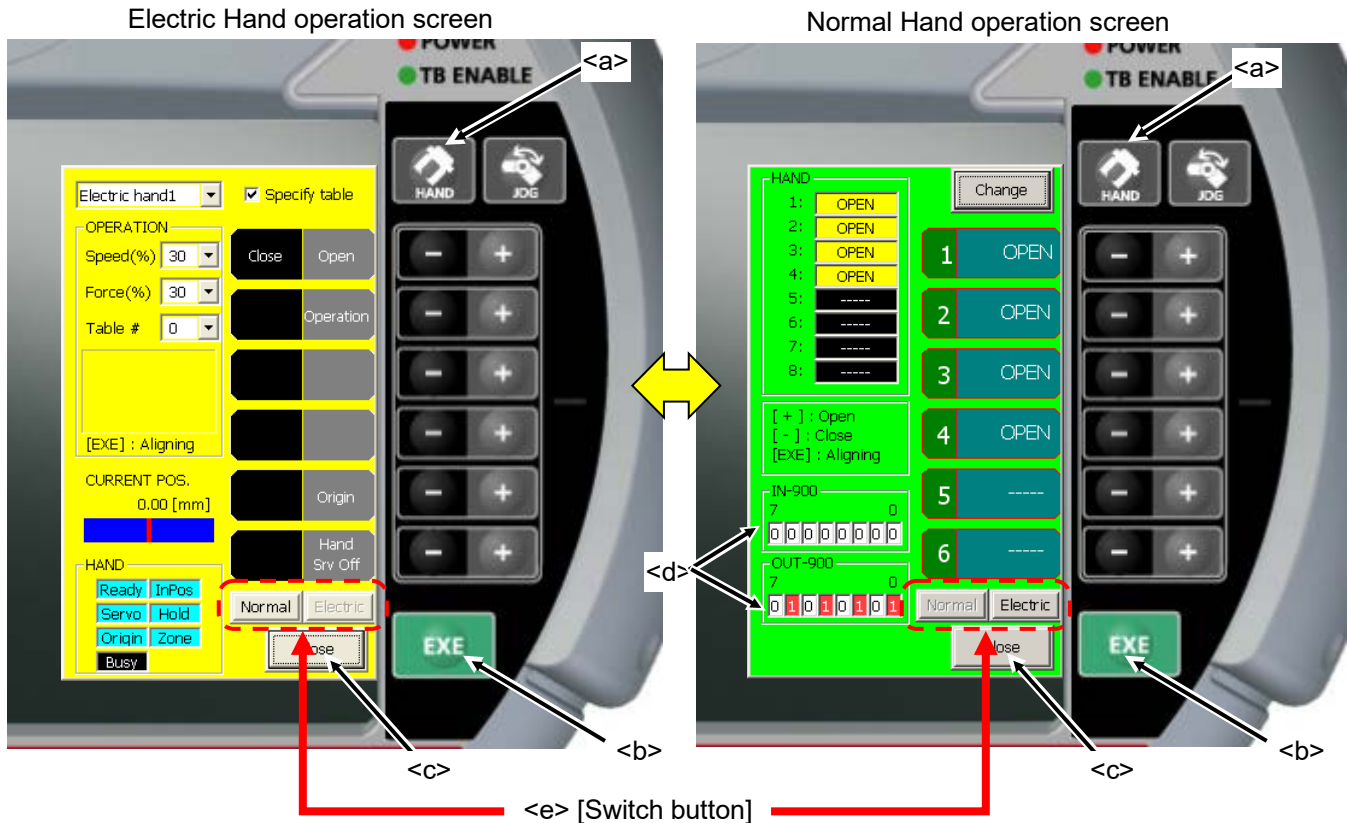 Electric Hand operation screen
Normal Hand operation screen
POWER
TB ENABLE
<a>
HAND
JOG
Electric hand1
Specify table
OPERATION
Speed(%) 30
Force(%) 30
Table # 0
[EXE] : Aligning
Close Open
Operation
Origin
Hand
Srv Off
CURRENT POS.
0.00 [mm]
HAND
Ready InPos
Servo Hold
Origin Zone
Busy
Normal Electric
EXE
<b>
<c>
POWER
TB ENABLE
<a>
HAND
JOG
HAND
1: OPEN
2: OPEN
3: OPEN
4: OPEN
5: -----
6: -----
7: -----
8: -----
Change
1 OPEN
2 OPEN
3 OPEN
4 OPEN
5 -----
6 -----
[ + ] : Open
[ - ] : Close
[EXE] : Aligning
IN-900
7 0
0 0 0 0 0 0 0 0
OUT-900
7 0
0 1 0 1 0 1 0 1
<d>
Normal Electric
EXE
<b>
<c>
<e> [Switch button]